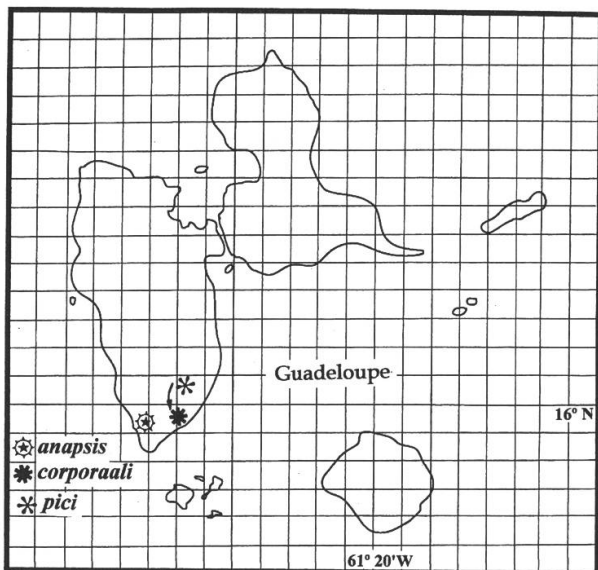 Guadeloupe
16° N
anapsis
corporaali
pici
61° 20'W